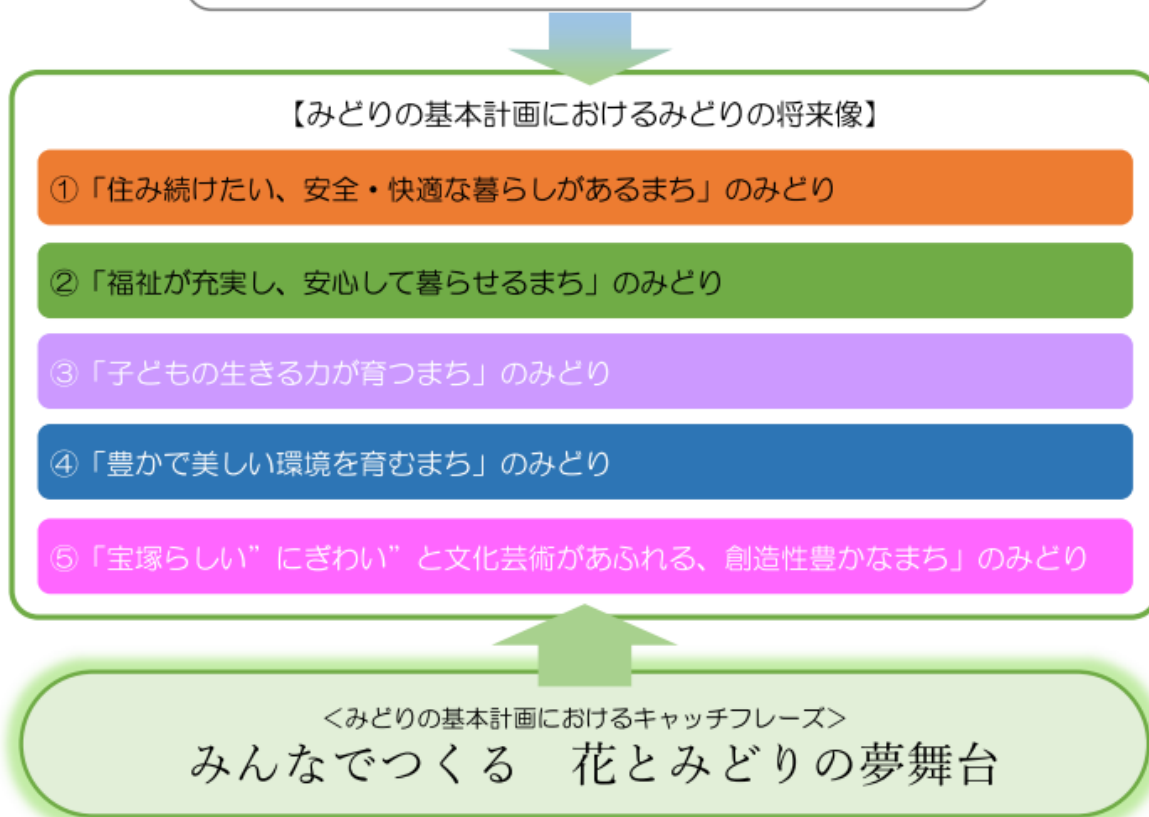 【みどりの基本計画におけるみどりの将来像】
①「住み続けたい、安全・快適な暮らしがあるまち」のみどり
②「福祉が充実し、安心して暮らせるまち」のみどり
③「子どもの生きる力が育つまち」のみどり
④「豊かで美しい環境を育むまち」のみどり
⑤「宝塚らしい”にぎわい”と文化芸術があふれる、創造性豊かなまち」のみどり
＜みどりの基本計画におけるキャッチフレーズ＞
みんなでつくる　花とみどりの夢舞台